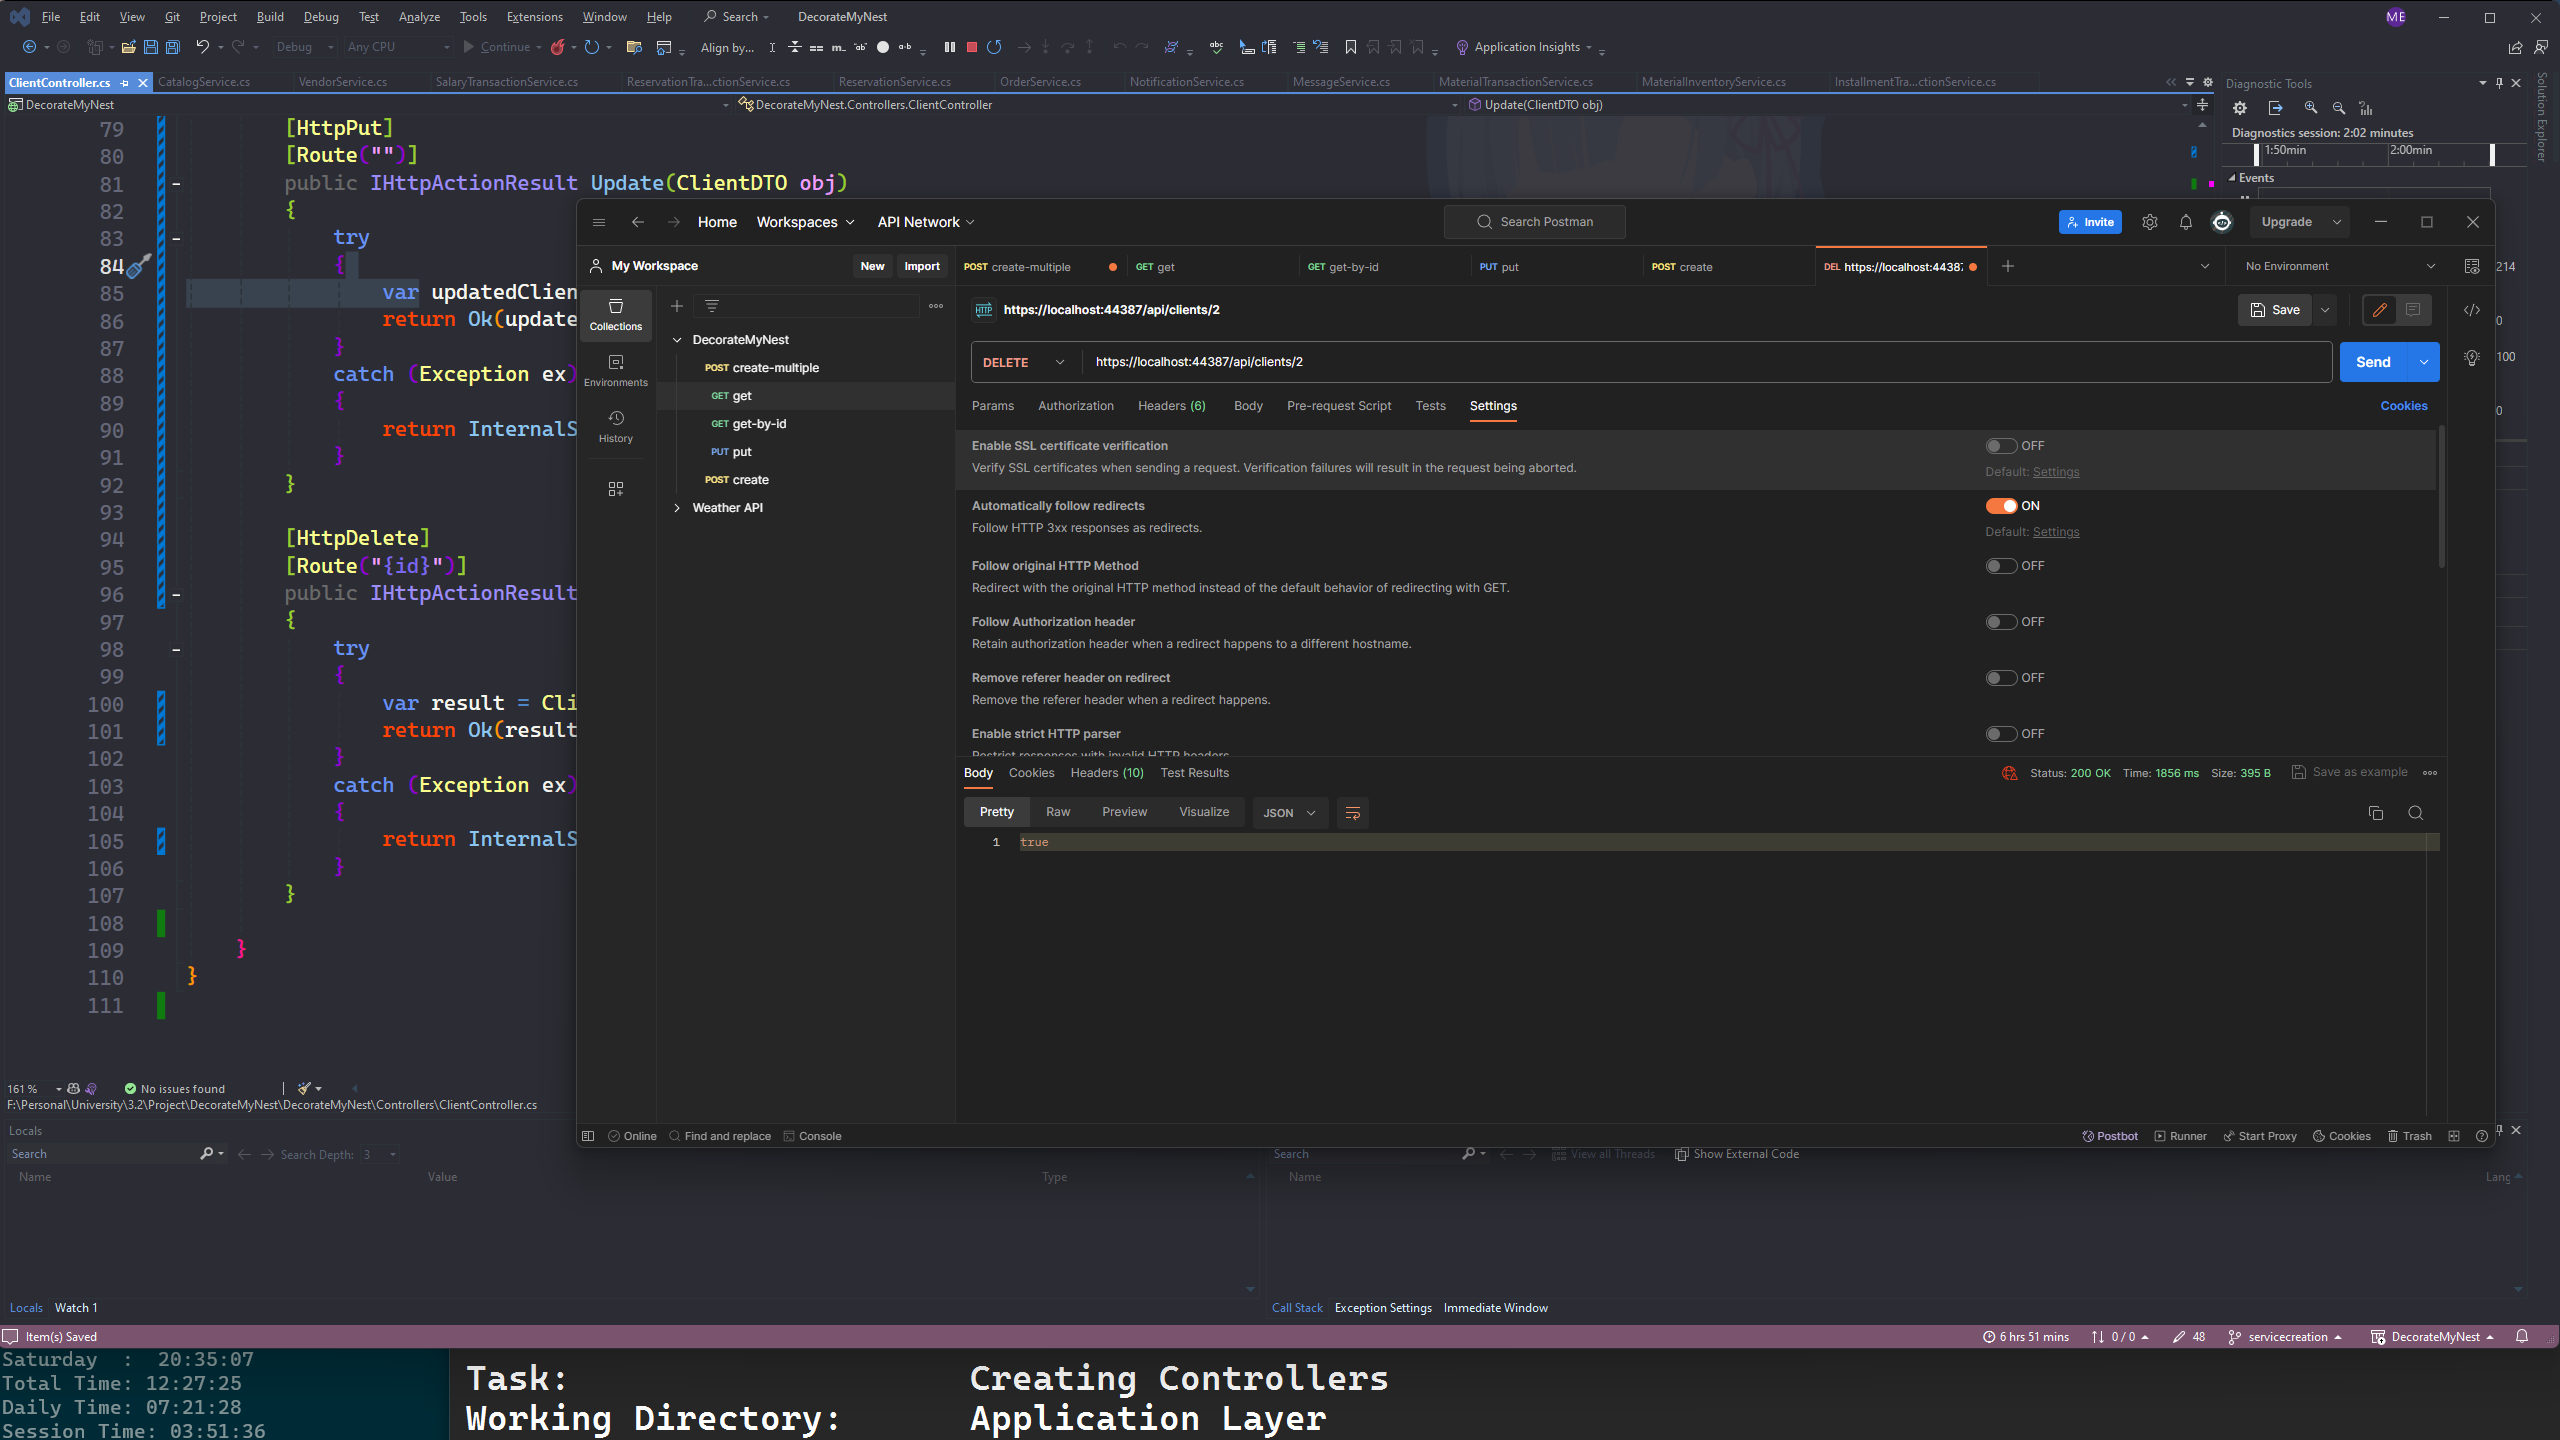 File Edit View Git Project Build Debug Test Analyze Tools Extensions Window Help Search DecorateMyNest ME
Debug Any CPU Continue Align by... Application Insights
ClientController.cs CatalogService.cs VendorService.cs SalaryTransactionService.cs ReservationTra...ctionService.cs ReservationService.cs OrderService.cs NotificationService.cs MessageService.cs MaterialTransactionService.cs MaterialInventoryService.cs InstallmentTra...ctionService.cs
DecorateMyNest DecorateMyNest.Controllers.ClientController Update(ClientDTO obj)
Diagnostic Tools
Diagnostics session: 2:02 minutes
1:50min 2:00min
Events
214
0
100
0
Solution Explorer
79 [HttpPut]
80 [Route("")]
81 public IHttpActionResult Update(ClientDTO obj)
82 {
83 try
84 {
85 var updatedClien
86 return Ok(update
87 }
88 catch (Exception ex)
89 {
90 return InternalS
91 }
92 }
93
94 [HttpDelete]
95 [Route("{id}")]
96 public IHttpActionResult
97 {
98 try
99 {
100 var result = Cli
101 return Ok(result
102 }
103 catch (Exception ex)
104 {
105 return InternalS
106 }
107 }
108
109 }
110 }
111
Home Workspaces API Network Search Postman Invite Upgrade
My Workspace New Import
POST create-multiple GET get GET get-by-id PUT put POST create DEL https://localhost:4438 No Environment
Collections
Environments
History
DecorateMyNest
POST create-multiple
GET get
GET get-by-id
PUT put
POST create
Weather API
HTTP https://localhost:44387/api/clients/2 Save
DELETE https://localhost:44387/api/clients/2 Send
Params Authorization Headers (6) Body Pre-request Script Tests Settings Cookies
Enable SSL certificate verification OFF
Verify SSL certificates when sending a request. Verification failures will result in the request being aborted. Default: Settings
Automatically follow redirects ON
Follow HTTP 3xx responses as redirects. Default: Settings
Follow original HTTP Method OFF
Redirect with the original HTTP method instead of the default behavior of redirecting with GET.
Follow Authorization header OFF
Retain authorization header when a redirect happens to a different hostname.
Remove referer header on redirect OFF
Remove the referer header when a redirect happens.
Enable strict HTTP parser OFF
Restrict responses with invalid HTTP headers
Body Cookies Headers (10) Test Results Status: 200 OK Time: 1856 ms Size: 395 B Save as example
Pretty Raw Preview Visualize JSON
1 true
Online Find and replace Console Postbot Runner Start Proxy Cookies Trash
161 % No issues found
F:\Personal\University\3.2\Project\DecorateMyNest\DecorateMyNest\Controllers\ClientController.cs
Locals
Search Search Depth: 3
Name Value Type
Search View all Threads Show External Code
Name Lang
Locals Watch 1
Call Stack Exception Settings Immediate Window
Item(s) Saved 6 hrs 51 mins 0 / 0 48 servicecreation DecorateMyNest
Saturday : 20:35:07
Total Time: 12:27:25
Daily Time: 07:21:28
Session Time: 03:51:36
Task: Creating Controllers
Working Directory: Application Layer